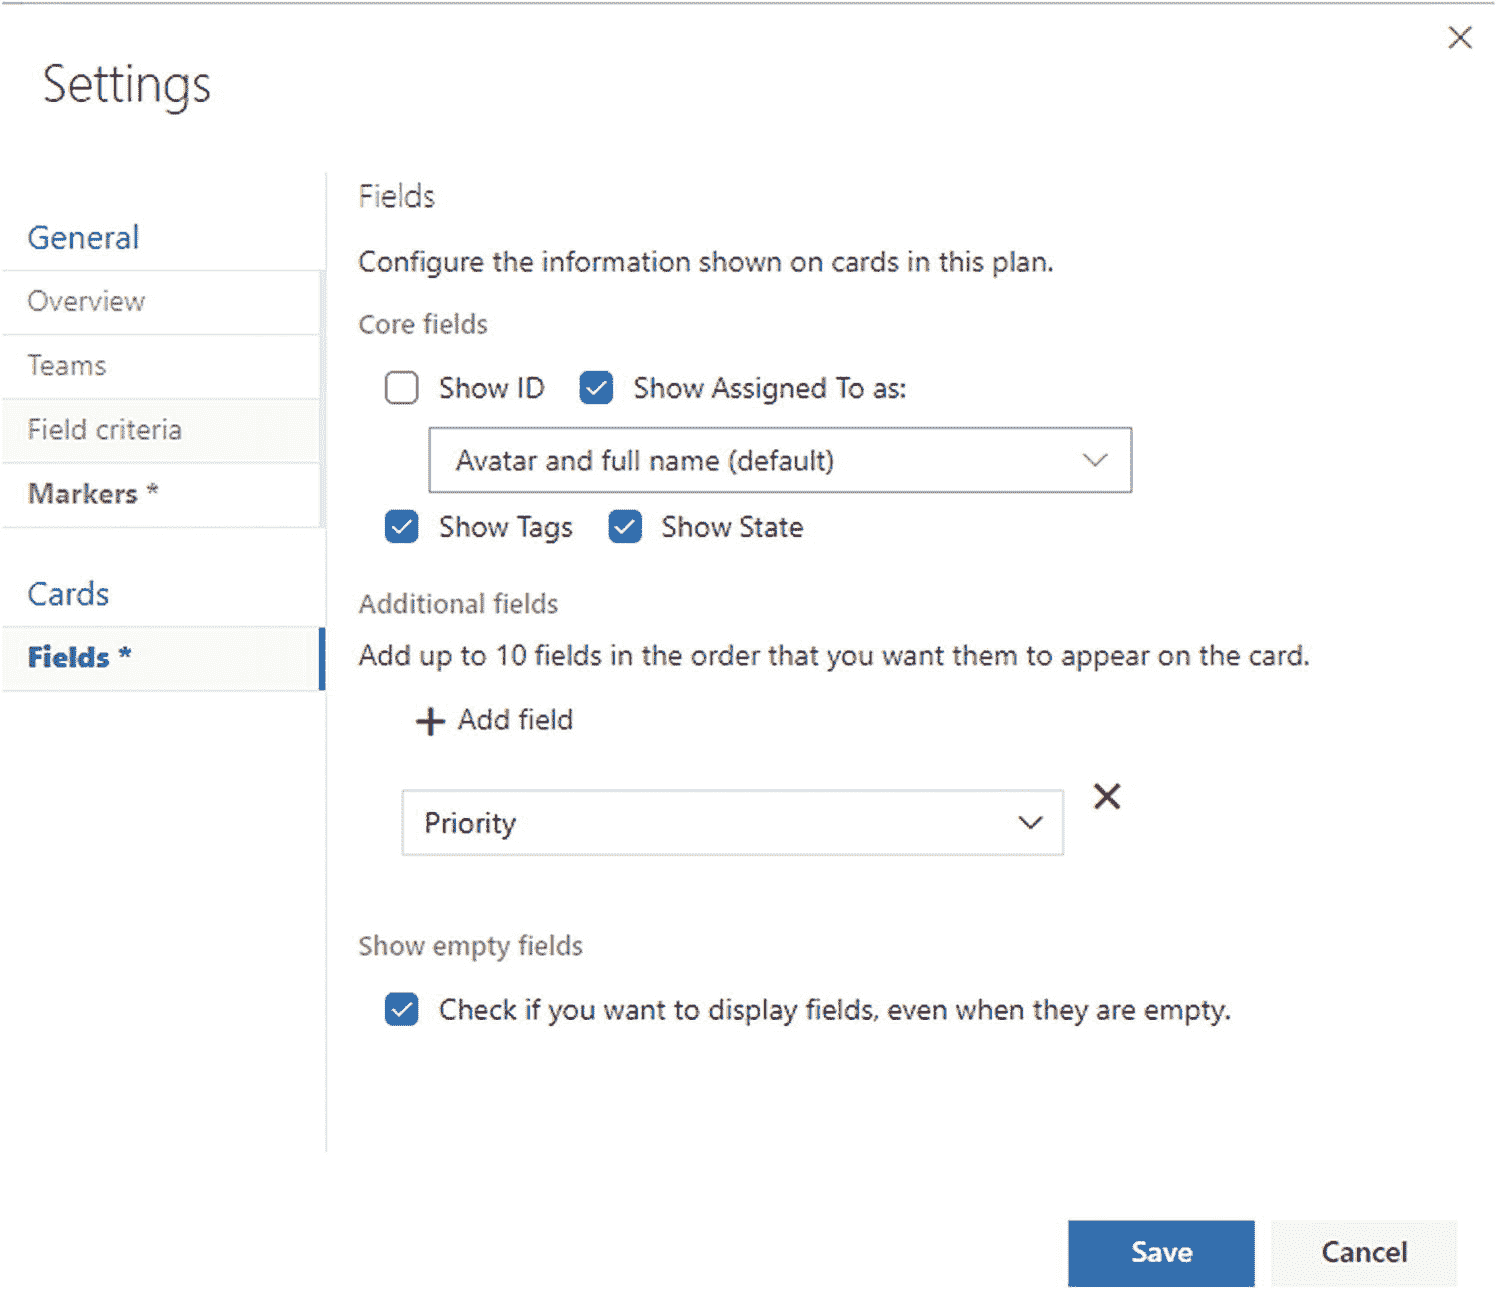 Settings
General
Overview
Teams
Field criteria
Markers *
Cards
Fields *
Fields
Configure the information shown on cards in this plan.
Core fields
Show ID Show Assigned To as:
Avatar and full name (default)
Show Tags Show State
Additional fields
Add up to 10 fields in the order that you want them to appear on the card.
+ Add field
Priority
Show empty fields
Check if you want to display fields, even when they are empty.
Save Cancel